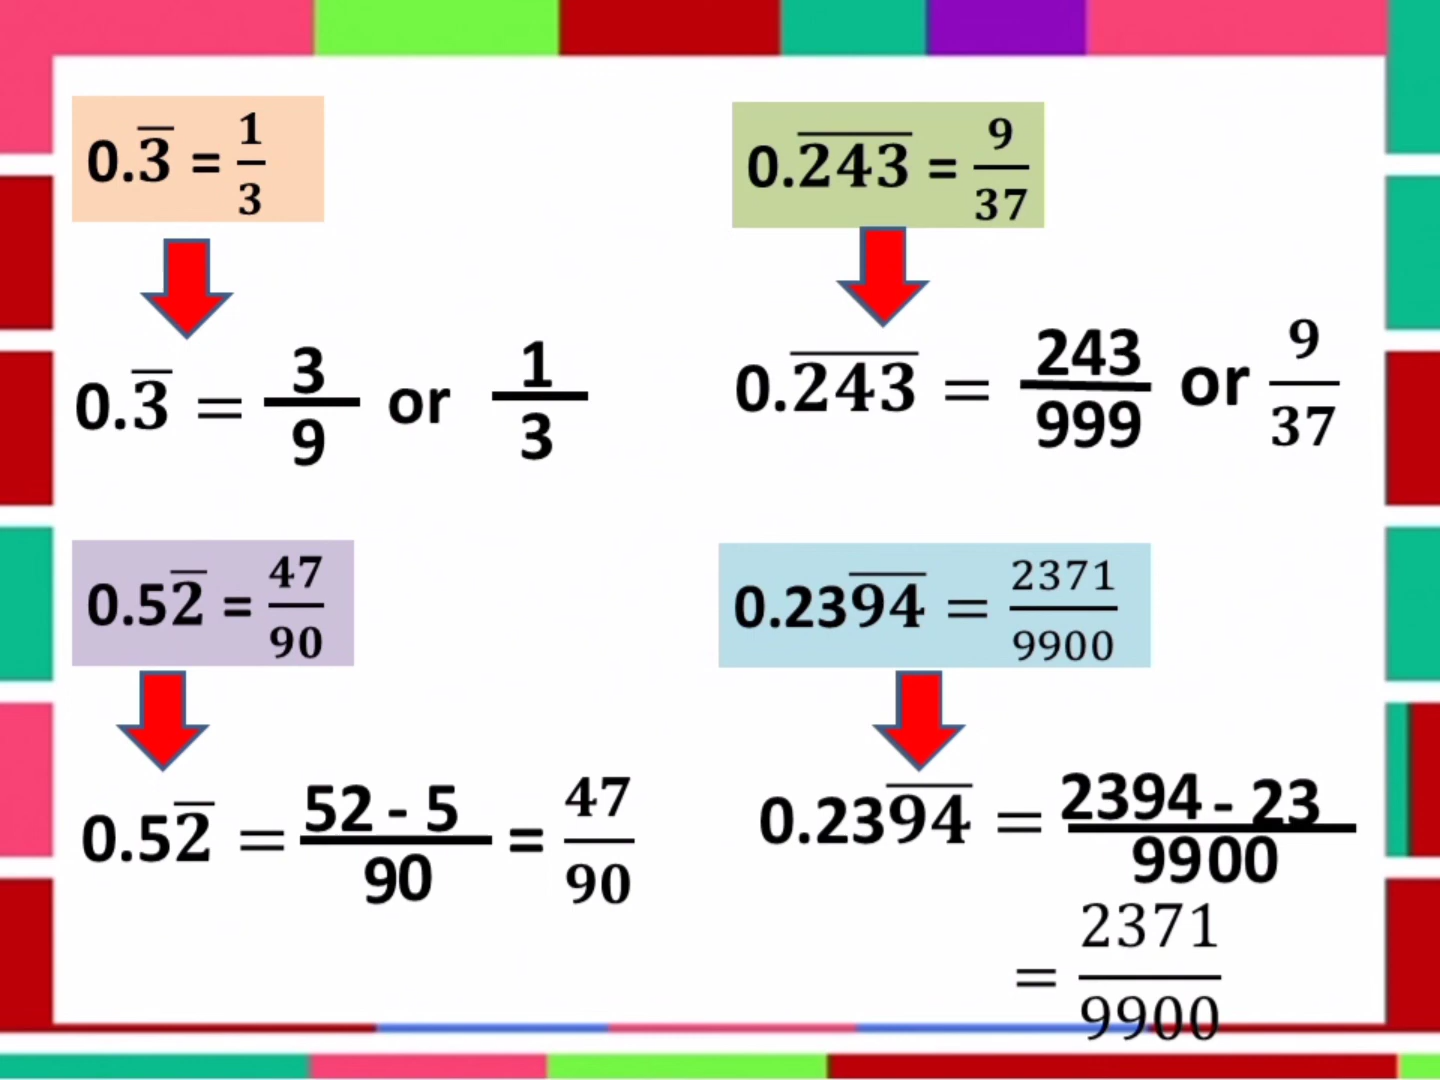 0.3̅ = 1/3
0.3̅ = 3/9 or 1/3
0.52̅ = 47/90
0.52̅ = (52 - 5)/90 = 47/90
0.2̅4̅3̅ = 9/37
0.2̅4̅3̅ = 243/999 or 9/37
0.239̅4̅ = 2371/9900
0.239̅4̅ = (2394 - 23)/9900
= 2371/9900